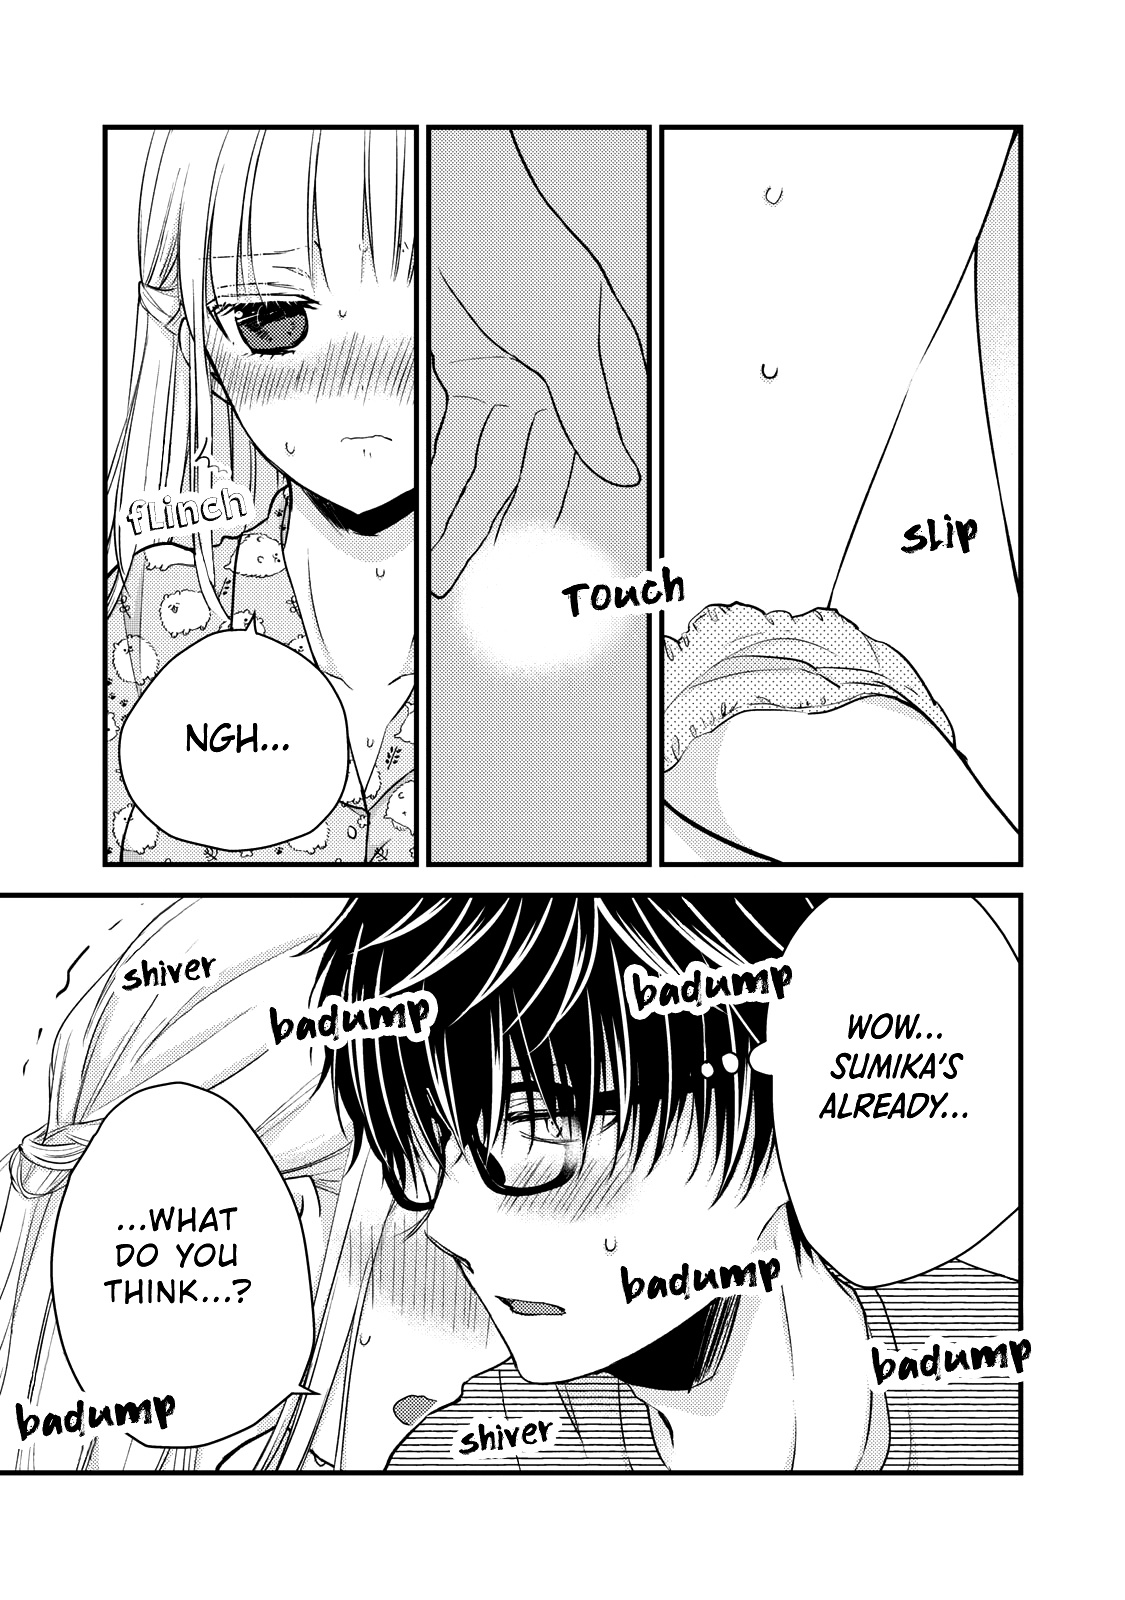 SLIP
TOUCH
FLINCH
NGH...
WOW...
SUMIKA'S
ALREADY...
badump
badump
shiver
badump
badump
...WHAT
DO YOU
THINK...?
shiver
badump